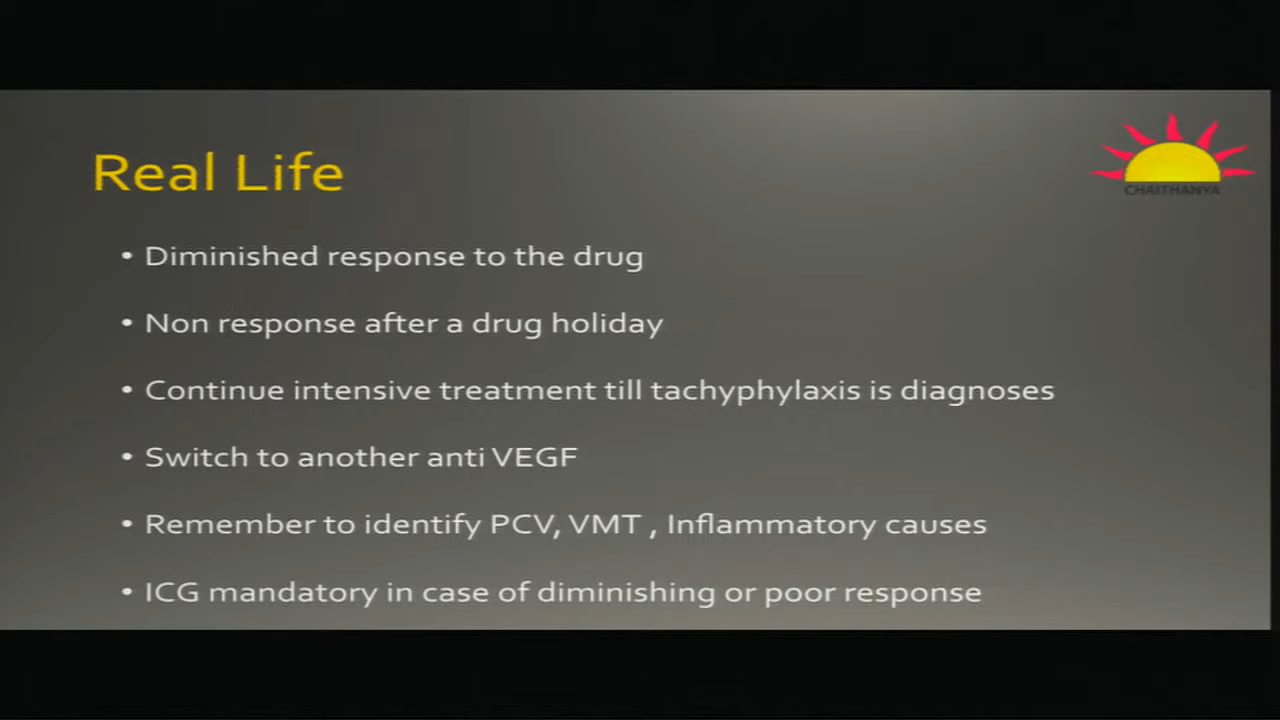 Real Life
CHAITHANYA
• Diminished response to the drug
• Non response after a drug holiday
• Continue intensive treatment till tachyphylaxis is diagnoses
• Switch to another anti VEGF
• Remember to identify PCV, VMT , Inflammatory causes
• ICG mandatory in case of diminishing or poor response